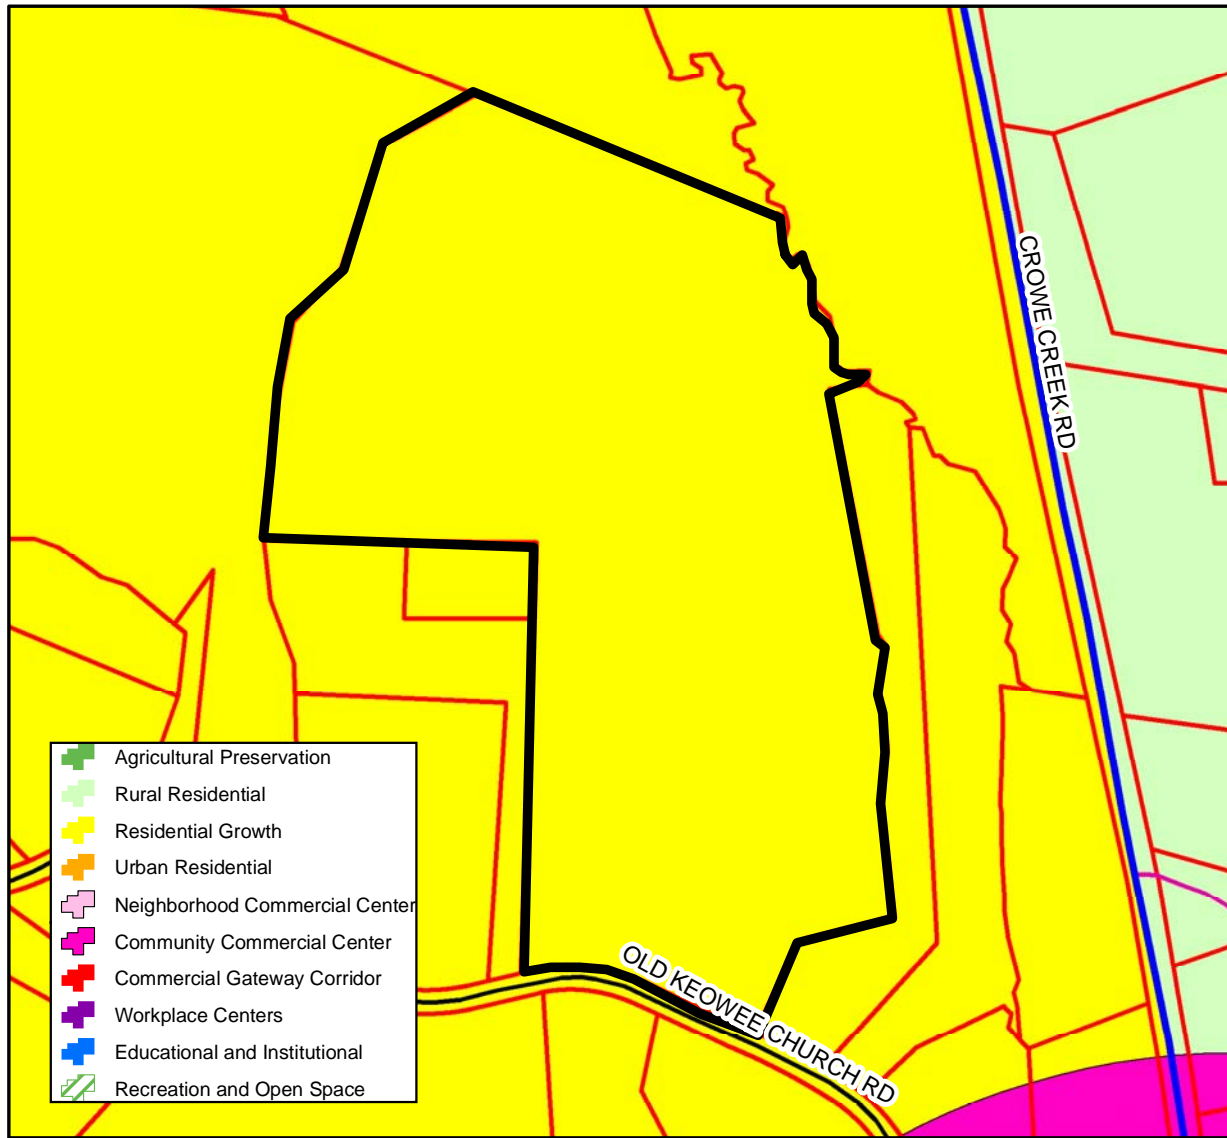 CROWE CREEK RD
Agricultural Preservation
Rural Residential
Residential Growth
Urban Residential
Neighborhood Commercial Center
Community Commercial Center
Commercial Gateway Corridor
Workplace Centers
Educational and Institutional
Recreation and Open Space
OLD KEOWEE CHURCH RD